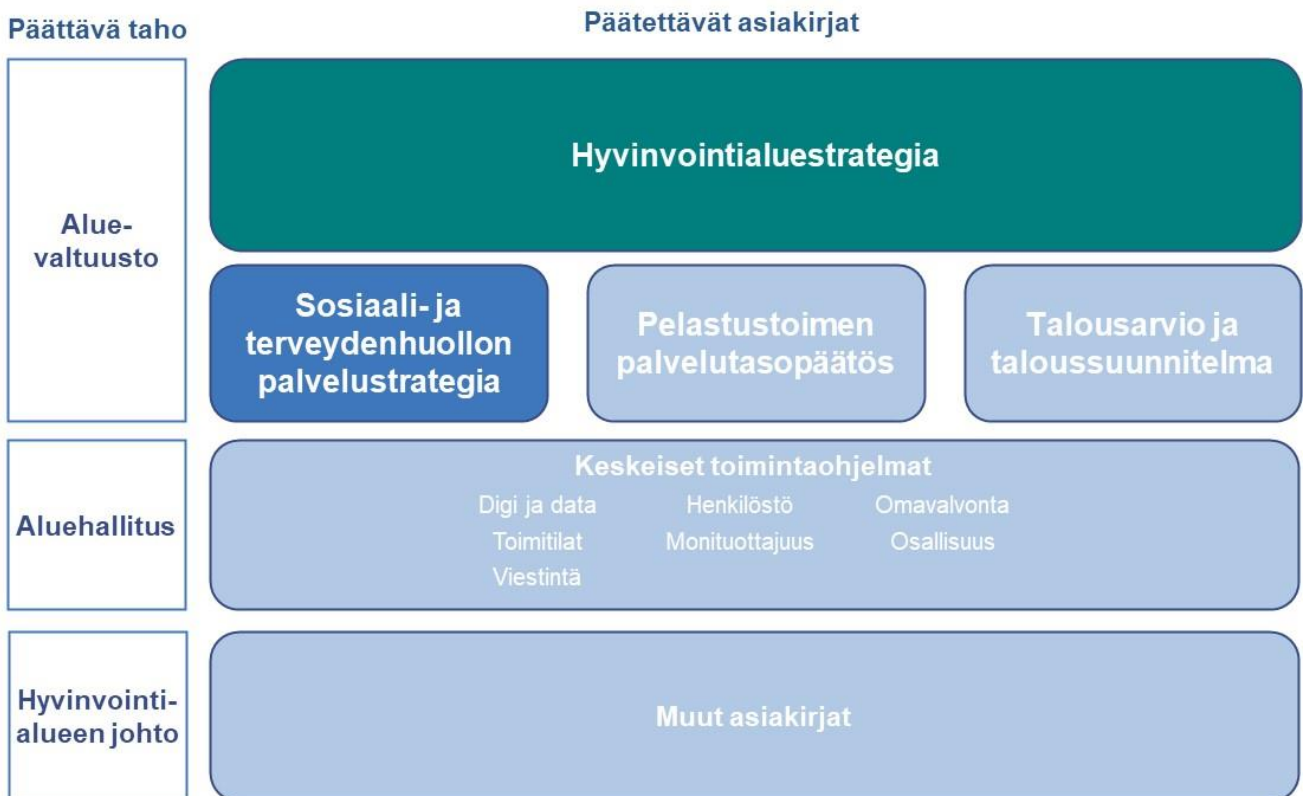 Päättävä taho
Päätettävät asiakirjat
Alue-
valtuusto
Hyvinvointialuestrategia
Sosiaali- ja
terveydenhuollon
palvelustrategia
Pelastustoimen
palvelutasopäätös
Talousarvio ja
taloussuunnitelma
Aluehallitus
Keskeiset toimintaohjelmat
Digi ja data Henkilöstö Omavalvonta
Toimitilat Monituottajuus Osallisuus
Viestintä
Hyvinvointi-
alueen johto
Muut asiakirjat